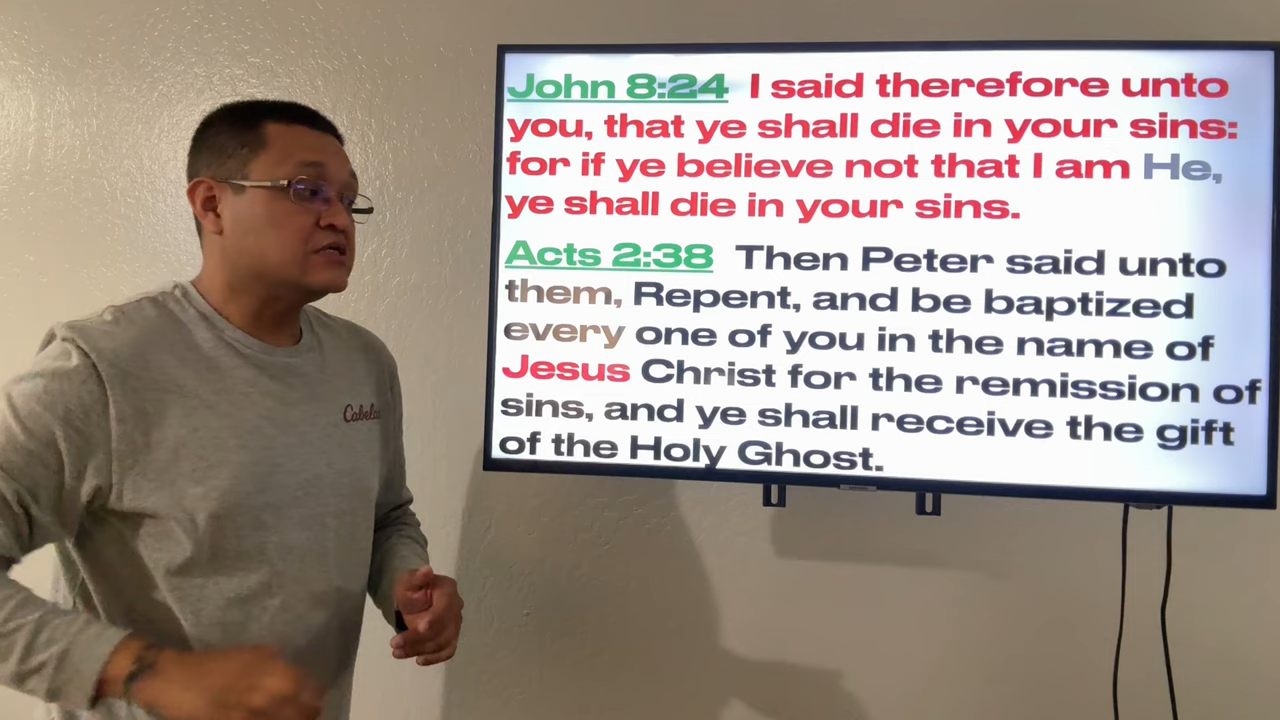 John 8:24 I said therefore unto
you, that ye shall die in your sins:
for if ye believe not that I am He,
ye shall die in your sins.
Acts 2:38 Then Peter said unto
them, Repent, and be baptized
every one of you in the name of
Jesus Christ for the remission of
sins, and ye shall receive the gift
of the Holy Ghost.
Cabelas